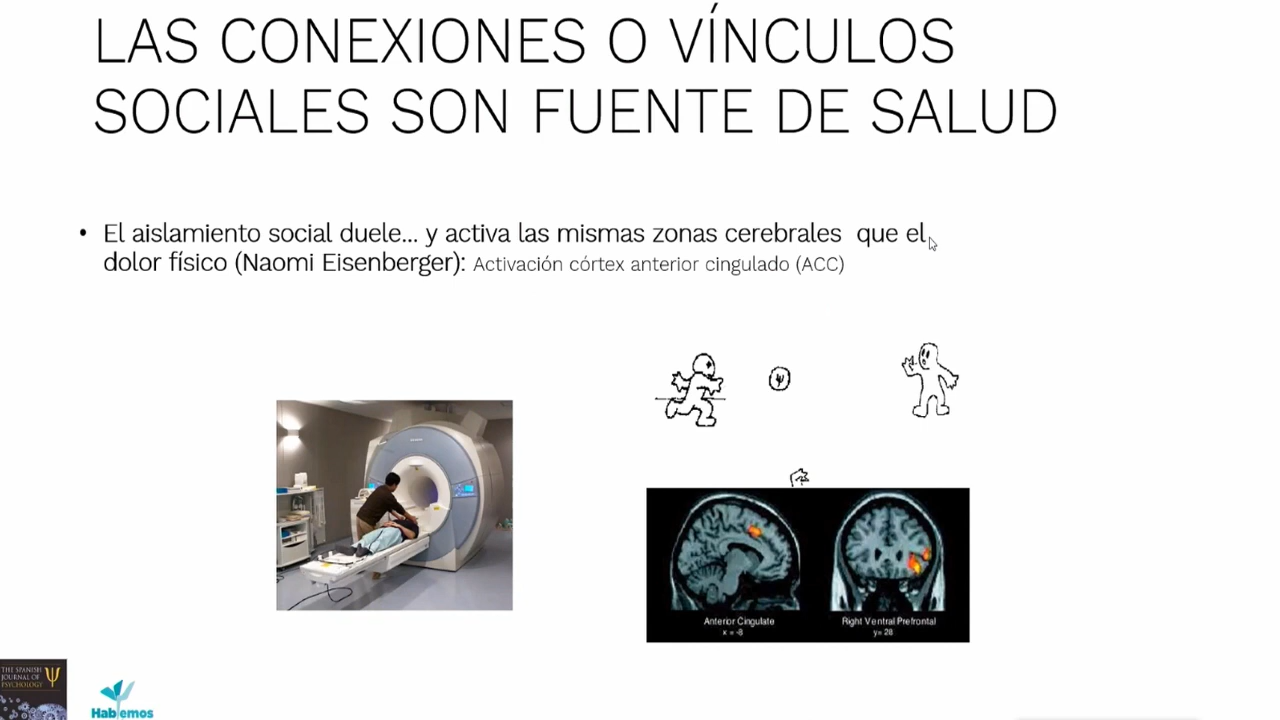 LAS CONEXIONES O VÍNCULOS
SOCIALES SON FUENTE DE SALUD
• El aislamiento social duele... y activa las mismas zonas cerebrales que el
dolor físico (Naomi Eisenberger): Activación córtex anterior cingulado (ACC)
Ψ
Anterior Cingulate
x = -8
Right Ventral Prefrontal
y= 28
THE SPANISH
JOURNAL OF
PSYCHOLOGY
Ψ
Hablemos